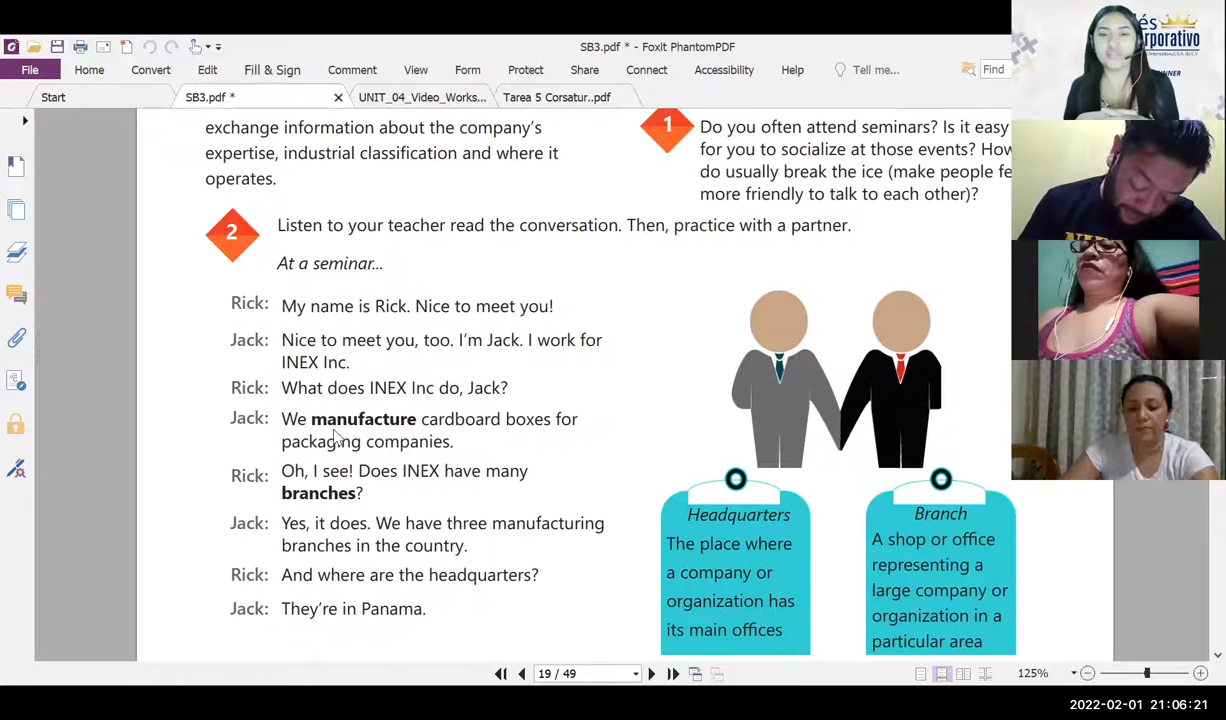 SB3.pdf * - Foxit PhantomPDF
File Home Convert Edit Fill & Sign Comment View Form Protect Share Connect Accessibility Help Tell me... Find
Start SB3.pdf * UNIT_04_Video_Works... Tarea 5 Corsatur..pdf
exchange information about the company's
expertise, industrial classification and where it
operates.
1
Do you often attend seminars? Is it easy
for you to socialize at those events? How
do usually break the ice (make people fe
more friendly to talk to each other)?
2
Listen to your teacher read the conversation. Then, practice with a partner.
At a seminar...
Rick: My name is Rick. Nice to meet you!
Jack: Nice to meet you, too. I'm Jack. I work for
INEX Inc.
Rick: What does INEX Inc do, Jack?
Jack: We manufacture cardboard boxes for
packaging companies.
Rick: Oh, I see! Does INEX have many
branches?
Jack: Yes, it does. We have three manufacturing
branches in the country.
Rick: And where are the headquarters?
Jack: They're in Panama.
Headquarters
The place where
a company or
organization has
its main offices
Branch
A shop or office
representing a
large company or
organization in a
particular area
19 / 49
125%
és
orporativo
2022-02-01 21:06:21